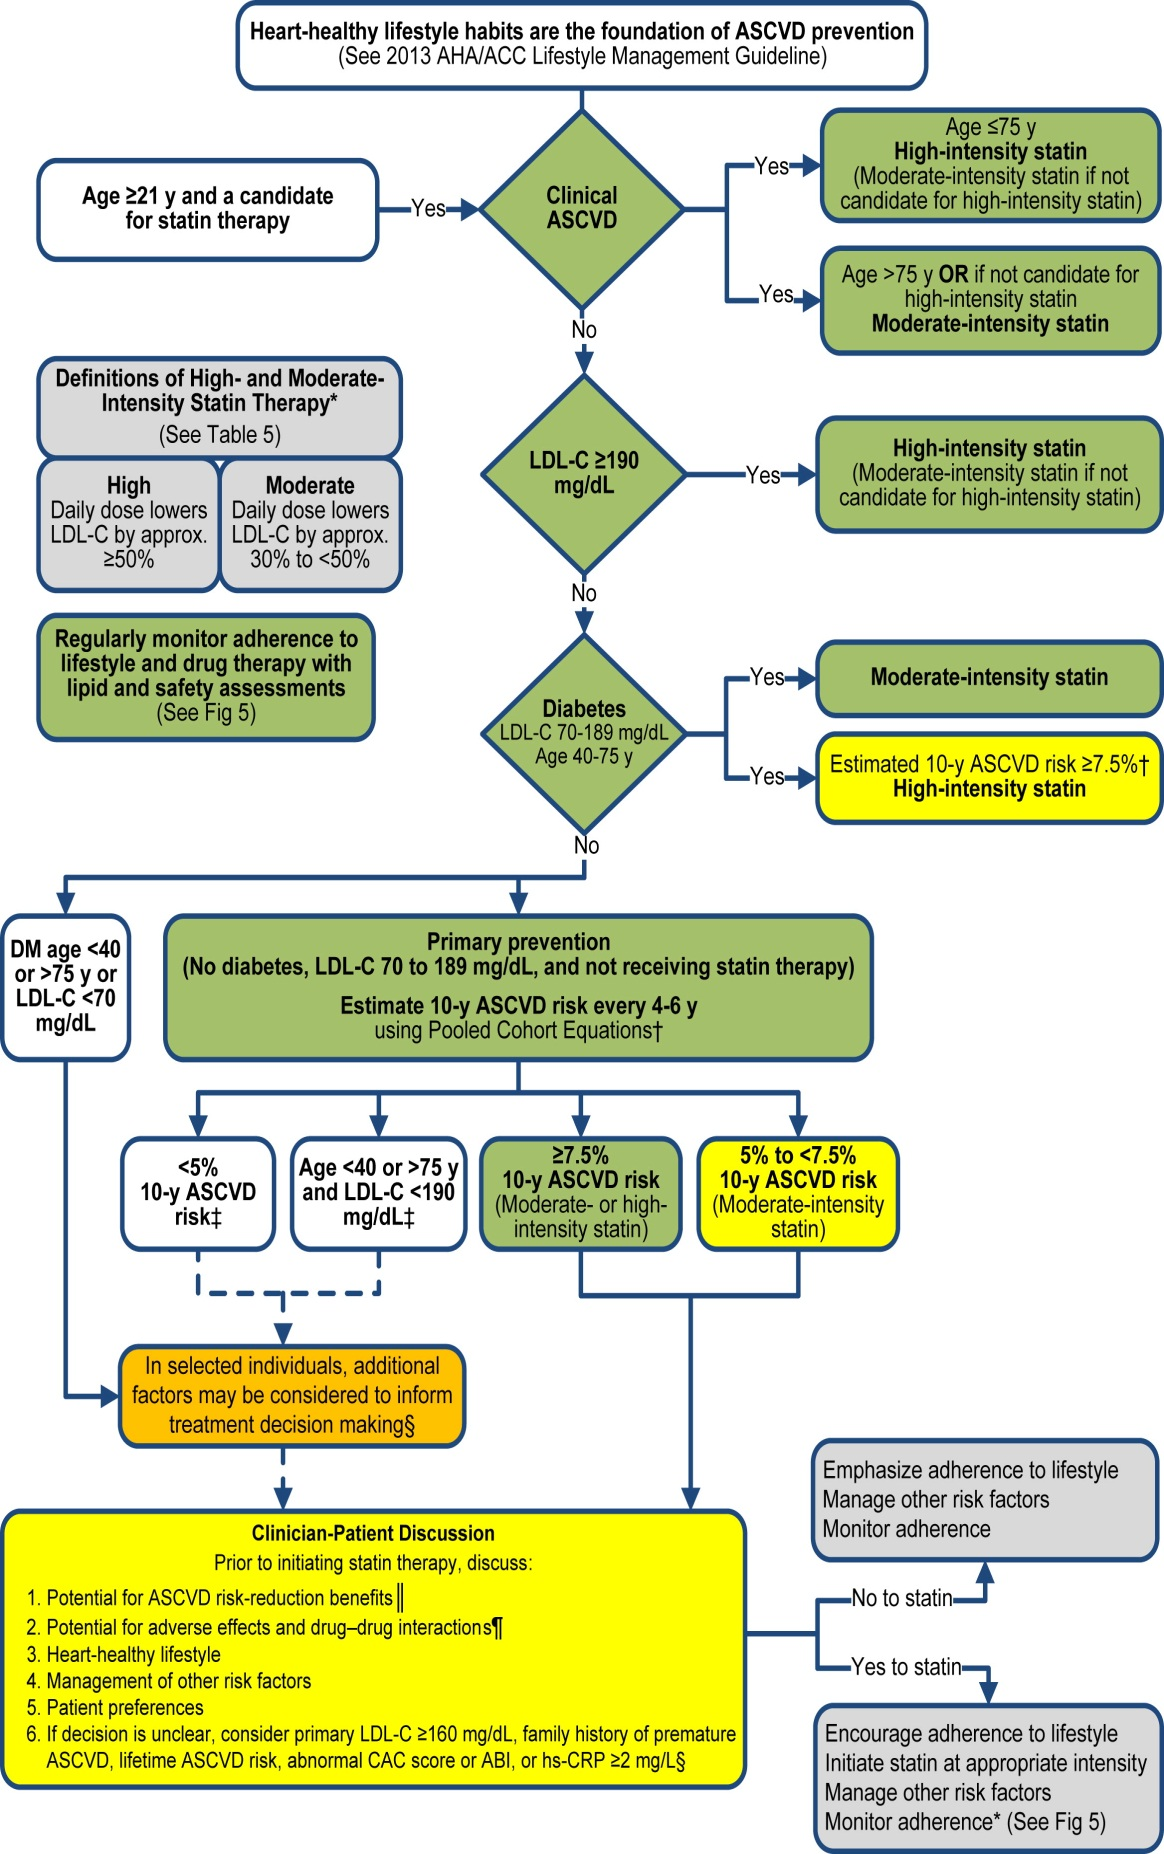 Heart-healthy lifestyle habits are the foundation of ASCVD prevention
(See 2013 AHA/ACC Lifestyle Management Guideline)
Age ≥21 y and a candidate
for statin therapy
Yes
Clinical
ASCVD
Yes
Age ≤75 y
High-intensity statin
(Moderate-intensity statin if not
candidate for high-intensity statin)
Yes
Age >75 y OR if not candidate for
high-intensity statin
Moderate-intensity statin
No
Definitions of High- and Moderate-
Intensity Statin Therapy*
(See Table 5)
High
Daily dose lowers
LDL-C by approx.
≥50%
Moderate
Daily dose lowers
LDL-C by approx.
30% to <50%
LDL-C ≥190
mg/dL
Yes
High-intensity statin
(Moderate-intensity statin if not
candidate for high-intensity statin)
No
Regularly monitor adherence to
lifestyle and drug therapy with
lipid and safety assessments
(See Fig 5)
Diabetes
LDL-C 70-189 mg/dL
Age 40-75 y
Yes
Moderate-intensity statin
Yes
Estimated 10-y ASCVD risk ≥7.5%†
High-intensity statin
No
DM age <40
or >75 y or
LDL-C <70
mg/dL
Primary prevention
(No diabetes, LDL-C 70 to 189 mg/dL, and not receiving statin therapy)
Estimate 10-y ASCVD risk every 4-6 y
using Pooled Cohort Equations†
<5%
10-y ASCVD
risk‡
Age <40 or >75 y
and LDL-C <190
mg/dL‡
≥7.5%
10-y ASCVD risk
(Moderate- or high-
intensity statin)
5% to <7.5%
10-y ASCVD risk
(Moderate-intensity
statin)
In selected individuals, additional
factors may be considered to inform
treatment decision making§
Clinician-Patient Discussion
Prior to initiating statin therapy, discuss:
1. Potential for ASCVD risk-reduction benefits‖
2. Potential for adverse effects and drug–drug interactions¶
3. Heart-healthy lifestyle
4. Management of other risk factors
5. Patient preferences
6. If decision is unclear, consider primary LDL-C ≥160 mg/dL, family history of premature
ASCVD, lifetime ASCVD risk, abnormal CAC score or ABI, or hs-CRP ≥2 mg/L§
Emphasize adherence to lifestyle
Manage other risk factors
Monitor adherence
No to statin
Yes to statin
Encourage adherence to lifestyle
Initiate statin at appropriate intensity
Manage other risk factors
Monitor adherence* (See Fig 5)